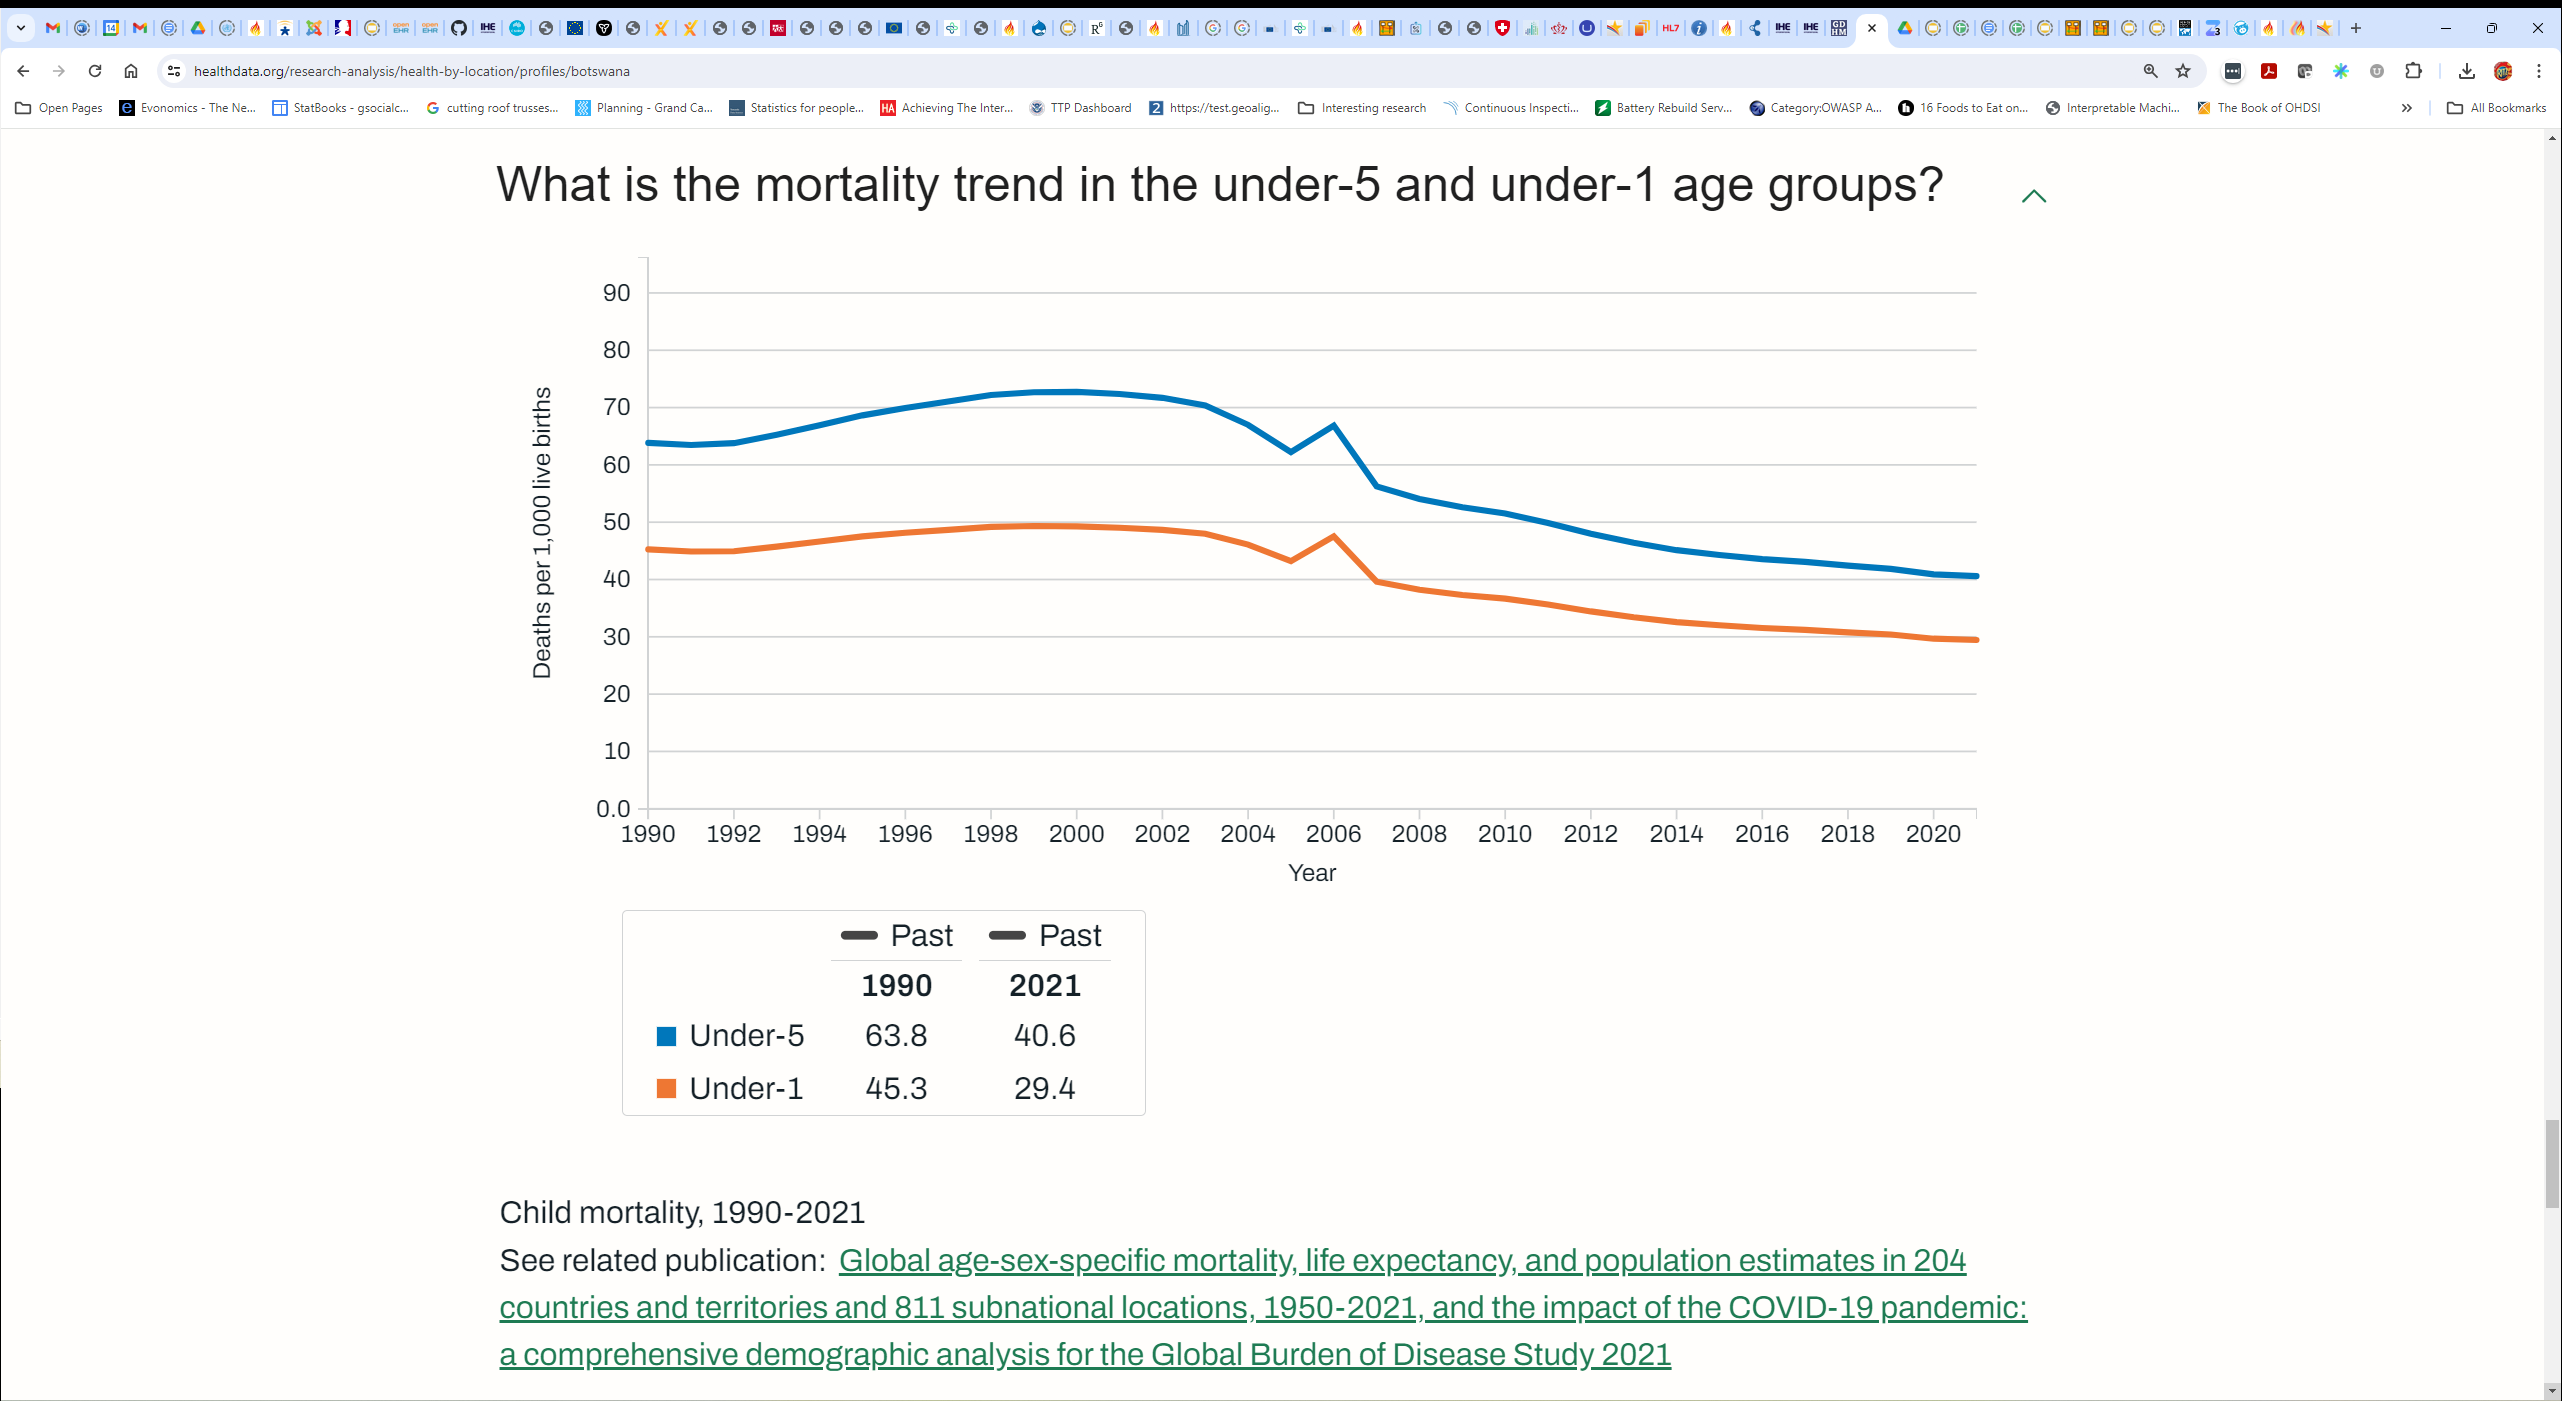 healthdata.org/research-analysis/health-by-location/profiles/botswana
Open Pages
Evonomics - The Ne...
StatBooks - gsocialc...
cutting roof trusses...
Planning - Grand Ca...
Statistics for people...
HA
Achieving The Inter...
TTP Dashboard
https://test.geoalig...
Interesting research
Continuous Inspecti...
Battery Rebuild Serv...
Category:OWASP A...
16 Foods to Eat on...
Interpretable Machi...
The Book of OHDSI
All Bookmarks
What is the mortality trend in the under-5 and under-1 age groups?
Deaths per 1,000 live births
90
80
70
60
50
40
30
20
10
0.0
1990 1992 1994 1996 1998 2000 2002 2004 2006 2008 2010 2012 2014 2016 2018 2020
Year
Past Past
1990 2021
Under-5 63.8 40.6
Under-1 45.3 29.4
Child mortality, 1990-2021
See related publication: Global age-sex-specific mortality, life expectancy, and population estimates in 204
countries and territories and 811 subnational locations, 1950-2021, and the impact of the COVID-19 pandemic:
a comprehensive demographic analysis for the Global Burden of Disease Study 2021